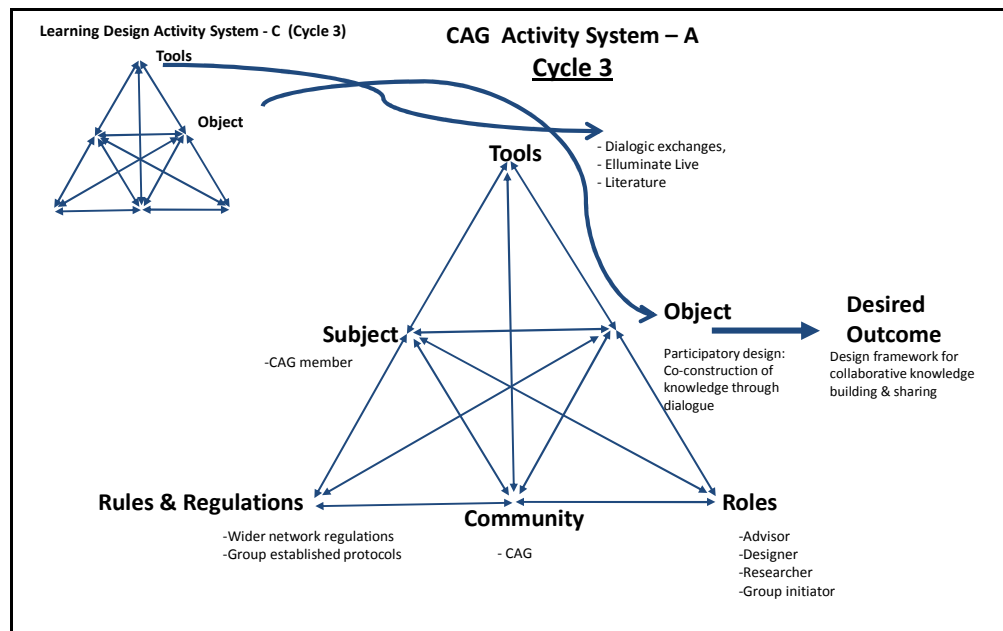 Learning Design Activity System - C (Cycle 3)
Tools
Object
CAG Activity System – A
Cycle 3
- Dialogic exchanges,
- Elluminate Live
- Literature
Tools
Subject
-CAG member
Object
Participatory design:
Co-construction of
knowledge through
dialogue
Desired
Outcome
Design framework for
collaborative knowledge
building & sharing
Rules & Regulations
-Wider network regulations
-Group established protocols
Community
- CAG
Roles
-Advisor
-Designer
-Researcher
-Group initiator